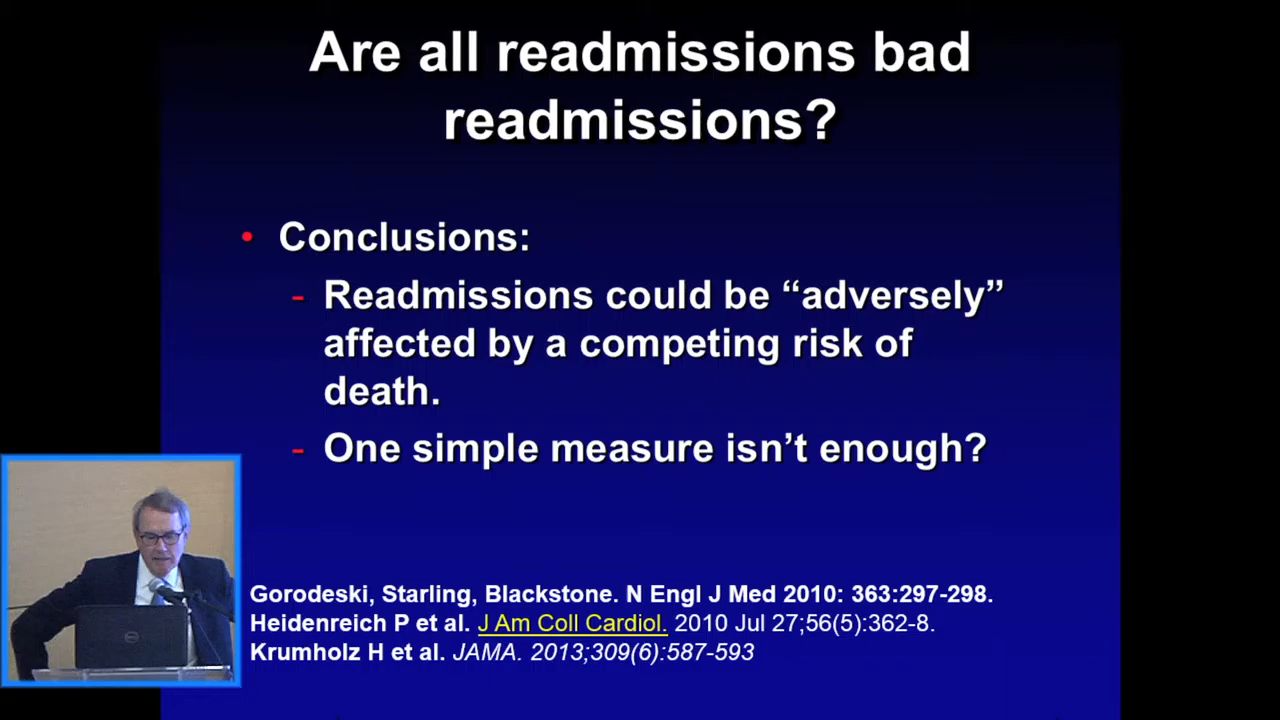 Are all readmissions bad
readmissions?
• Conclusions:
- Readmissions could be “adversely”
affected by a competing risk of
death.
- One simple measure isn’t enough?
Gorodeski, Starling, Blackstone. N Engl J Med 2010: 363:297-298.
Heidenreich P et al. J Am Coll Cardiol. 2010 Jul 27;56(5):362-8.
Krumholz H et al. JAMA. 2013;309(6):587-593